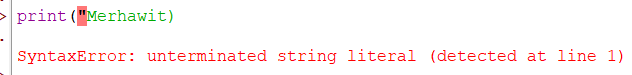 > print("Merhawit)
.
SyntaxError: unterminated string literal (detected at line 1)